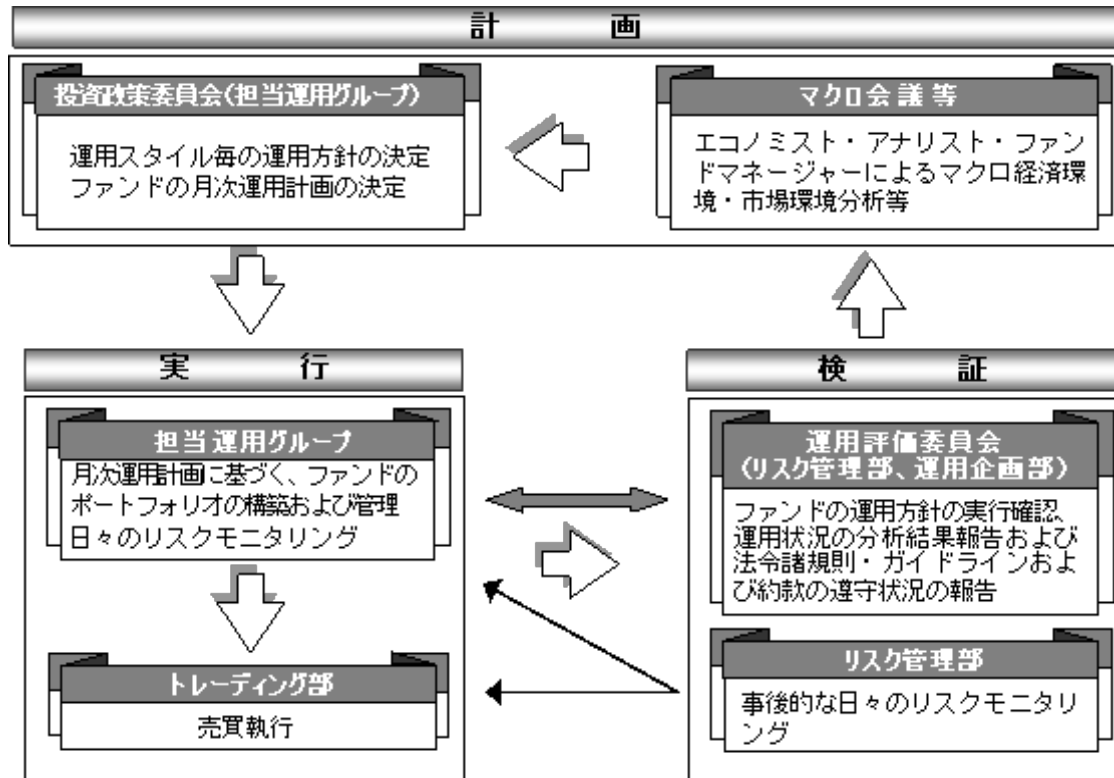 計画
投資政策委員会(担当運用グループ)
運用スタイル毎の運用方針の決定
ファンドの月次運用計画の決定
マクロ会議等
エコノミスト・アナリスト・ファン
ドマネージャーによるマクロ経済環
境・市場環境分析等
実行
担当運用グループ
月次運用計画に基づく、ファンドの
ポートフォリオの構築および管理
日々のリスクモニタリング
トレーディング部
売買執行
検証
運用評価委員会
(リスク管理部、運用企画部)
ファンドの運用方針の実行確認、
運用状況の分析結果報告および
法令諸規則・ガイドラインおよ
び約款の遵守状況の報告
リスク管理部
事後的な日々のリスクモニタリ
ング